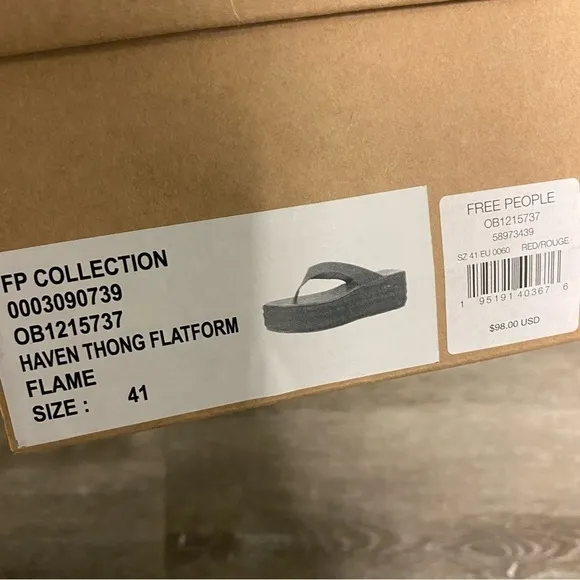 FP COLLECTION
0003090739
OB1215737
HAVEN THONG FLATFORM
FLAME
SIZE : 41
FREE PEOPLE
OB1215737
58973439
SZ 41 EU 0060 RED/ROUGE
1 95191 40367 6
$98.00 USD